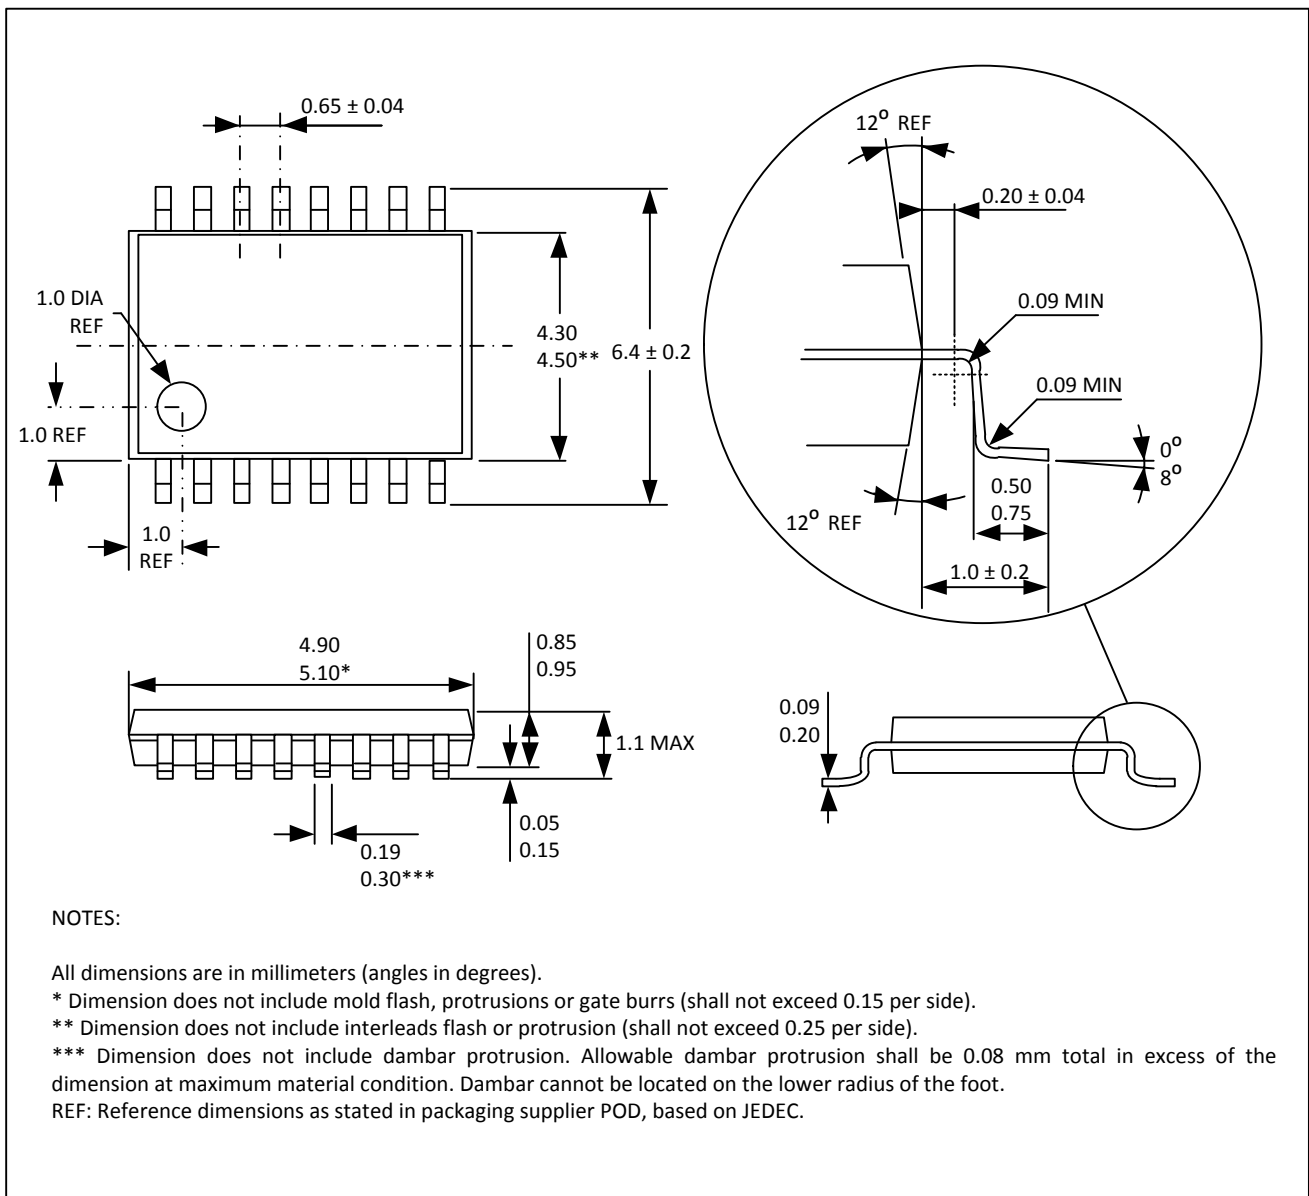 0.65 ± 0.04
12° REF
0.20 ± 0.04
1.0 DIA
REF
0.09 MIN
4.30
4.50**
6.4 ± 0.2
0.09 MIN
1.0 REF
0°
8°
0.50
0.75
12° REF
1.0
REF
1.0 ± 0.2
4.90
5.10*
0.85
0.95
1.1 MAX
0.09
0.20
0.05
0.15
0.19
0.30***
NOTES:
All dimensions are in millimeters (angles in degrees).
* Dimension does not include mold flash, protrusions or gate burrs (shall not exceed 0.15 per side).
** Dimension does not include interleads flash or protrusion (shall not exceed 0.25 per side).
*** Dimension does not include dambar protrusion. Allowable dambar protrusion shall be 0.08 mm total in excess of the
dimension at maximum material condition. Dambar cannot be located on the lower radius of the foot.
REF: Reference dimensions as stated in packaging supplier POD, based on JEDEC.